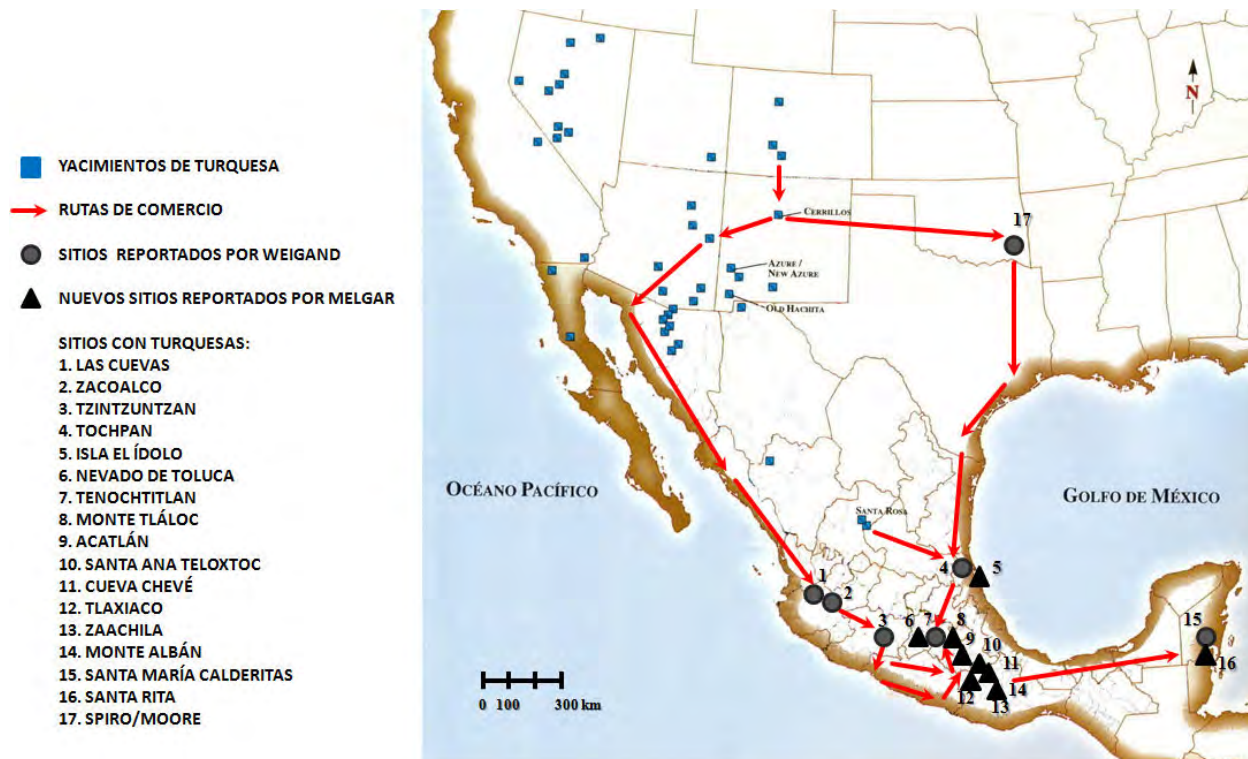 YACIMIENTOS DE TURQUESA
RUTAS DE COMERCIO
SITIOS REPORTADOS POR WEIGAND
NUEVOS SITIOS REPORTADOS POR MELGAR
SITIOS CON TURQUESAS:
1. LAS CUEVAS
2. ZACOALCO
3. TZINTZUNTZAN
4. TOCHPAN
5. ISLA EL ÍDOLO
6. NEVADO DE TOLUCA
7. TENOCHTITLAN
8. MONTE TLÁLOC
9. ACATLÁN
10. SANTA ANA TELOXTOC
11. CUEVA CHEVÉ
12. TLAXIACO
13. ZAACHILA
14. MONTE ALBÁN
15. SANTA MARÍA CALDERITAS
16. SANTA RITA
17. SPIRO/MOORE
N
CERRILLOS
17
AZURE /
NEW AZURE
OLD HACHITA
OCÉANO PACÍFICO
GOLFO DE MÉXICO
SANTA ROSA
4
5
1
2
3
6
7
8
9
10
11
12
13
14
15
16
0 100 300 km